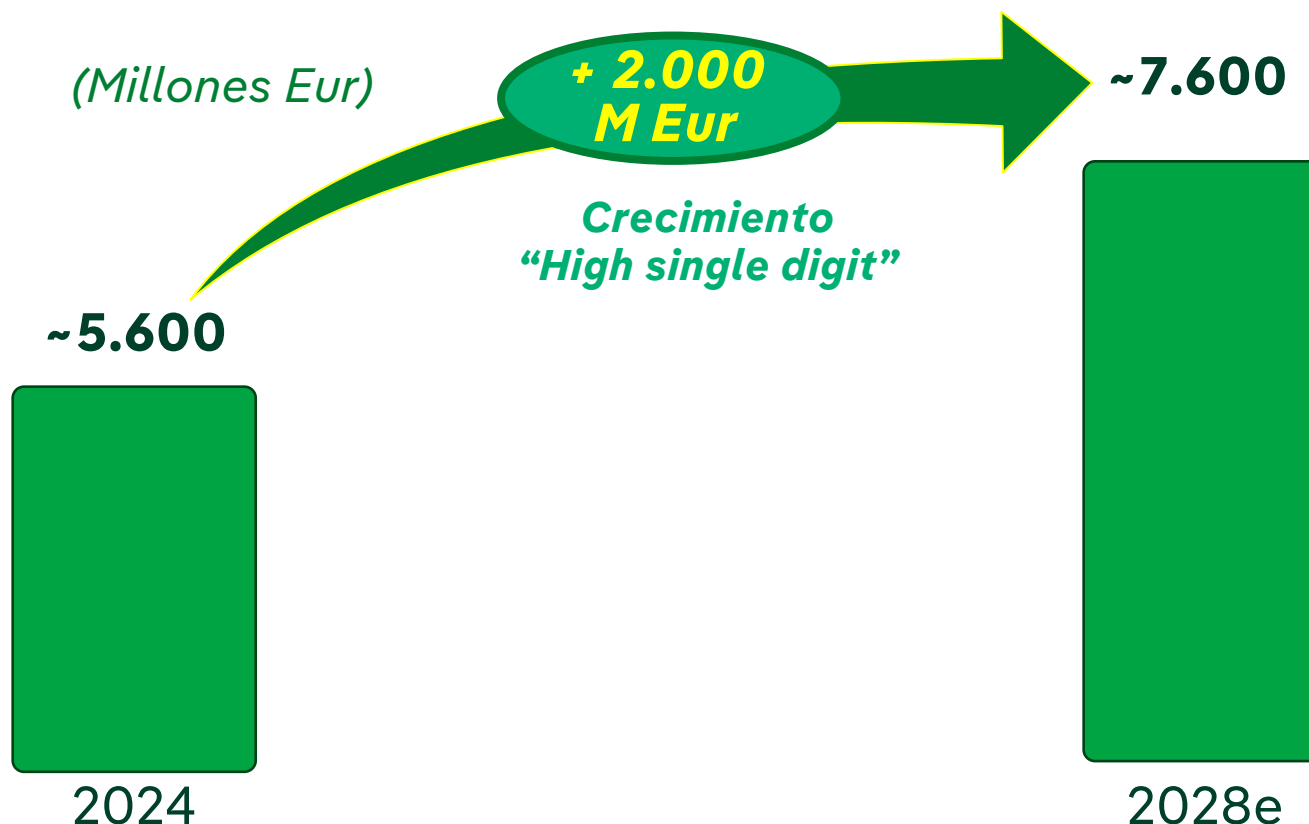 (Millones Eur)
+ 2.000
M Eur
~7.600
Crecimiento
“High single digit”
~5.600
2024
2028e